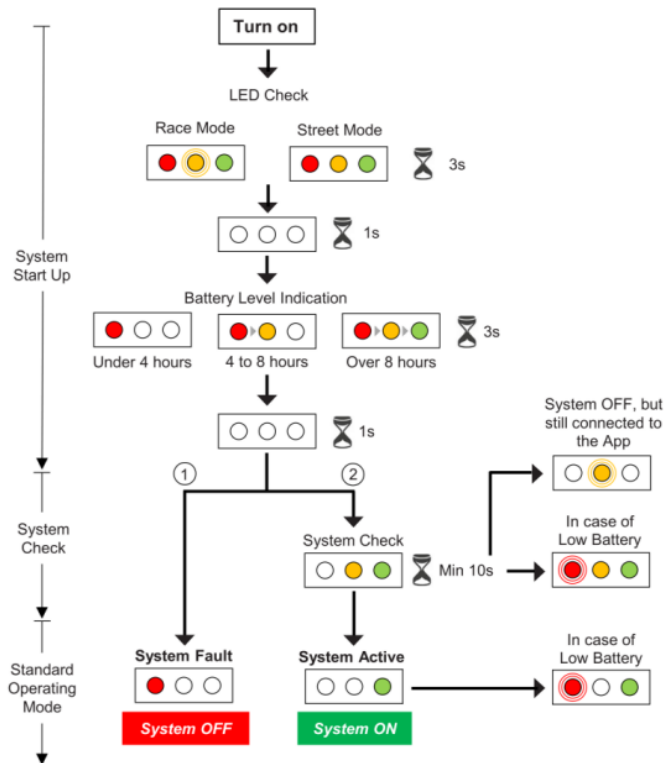 Turn on
LED Check
Race Mode
Street Mode
3s
1s
System
Start Up
Battery Level Indication
3s
Under 4 hours
4 to 8 hours
Over 8 hours
1s
System OFF, but
still connected to
the App
1
2
System
Check
System Check
Min 10s
In case of
Low Battery
Standard
Operating
Mode
System Fault
System Active
In case of
Low Battery
System OFF
System ON